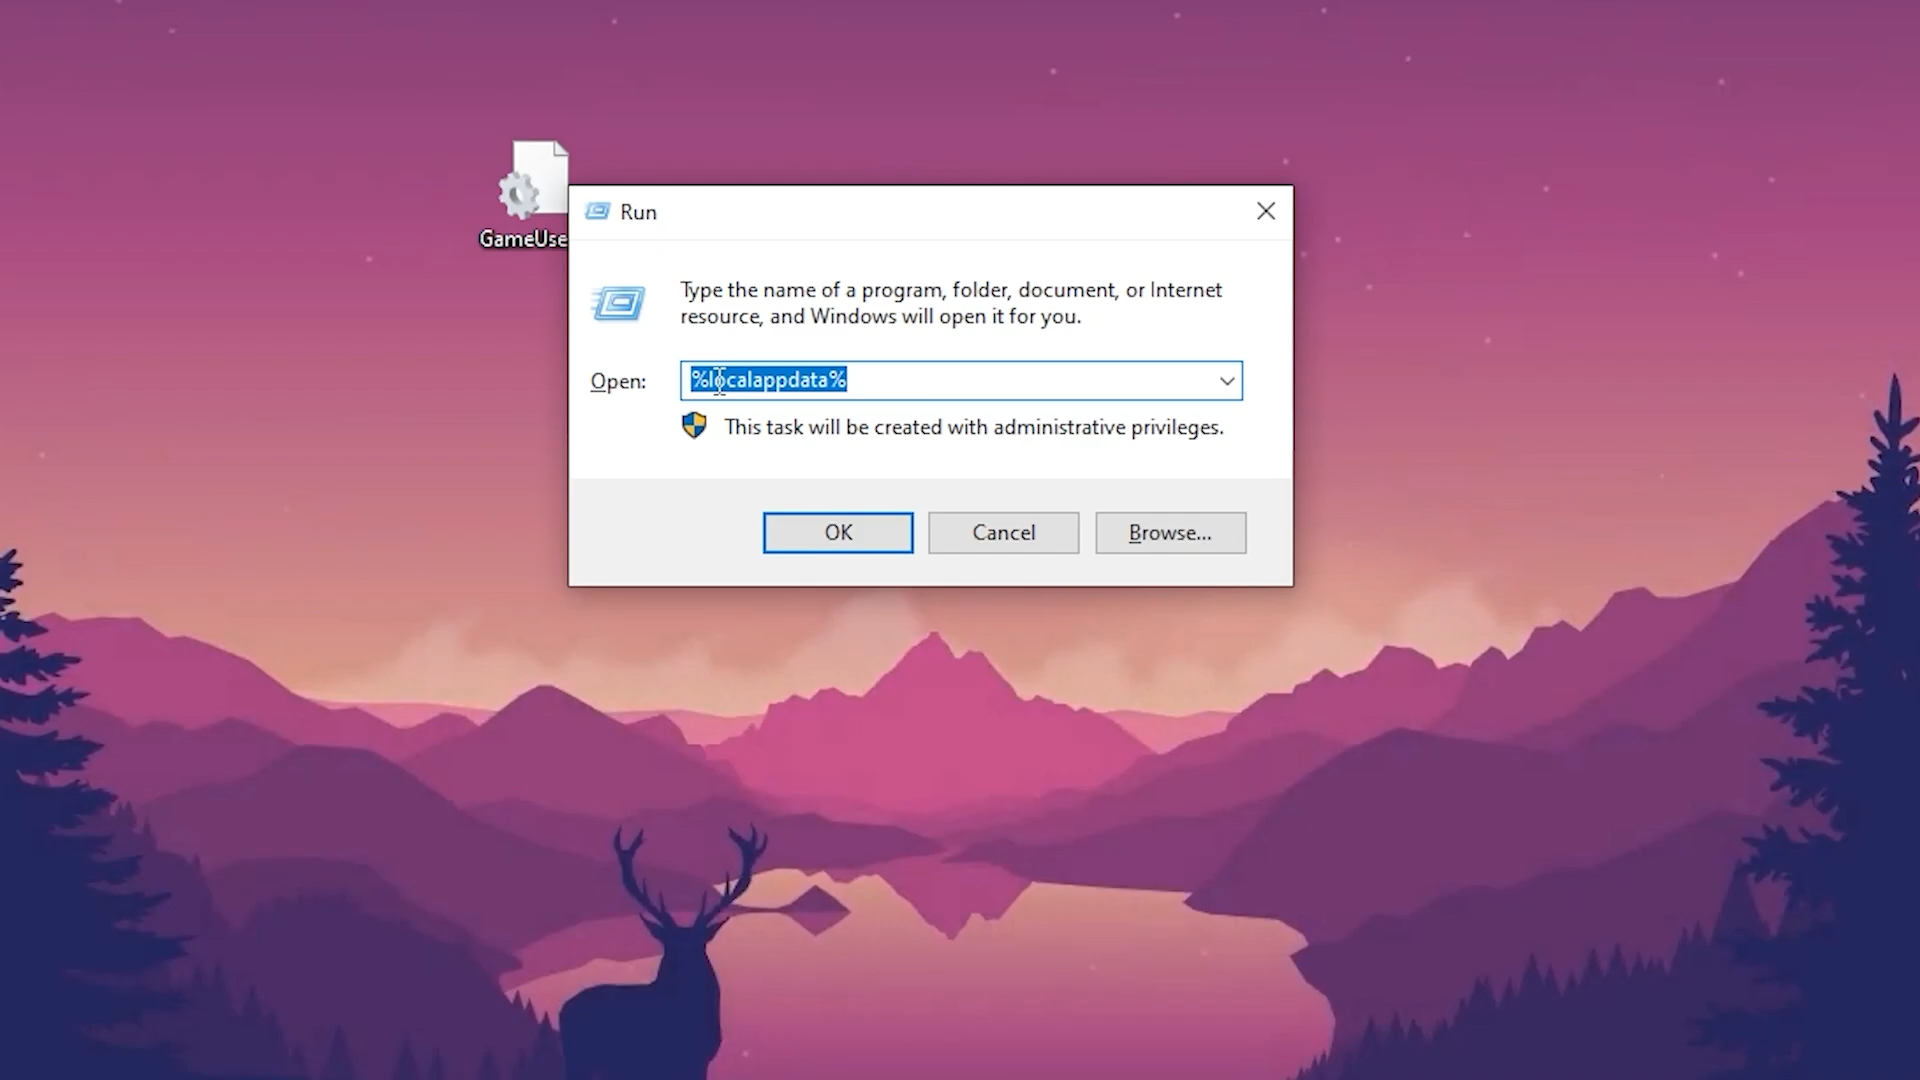 GameUse
Run
Type the name of a program, folder, document, or Internet
resource, and Windows will open it for you.
Open:
%localappdata%
This task will be created with administrative privileges.
OK
Cancel
Browse...